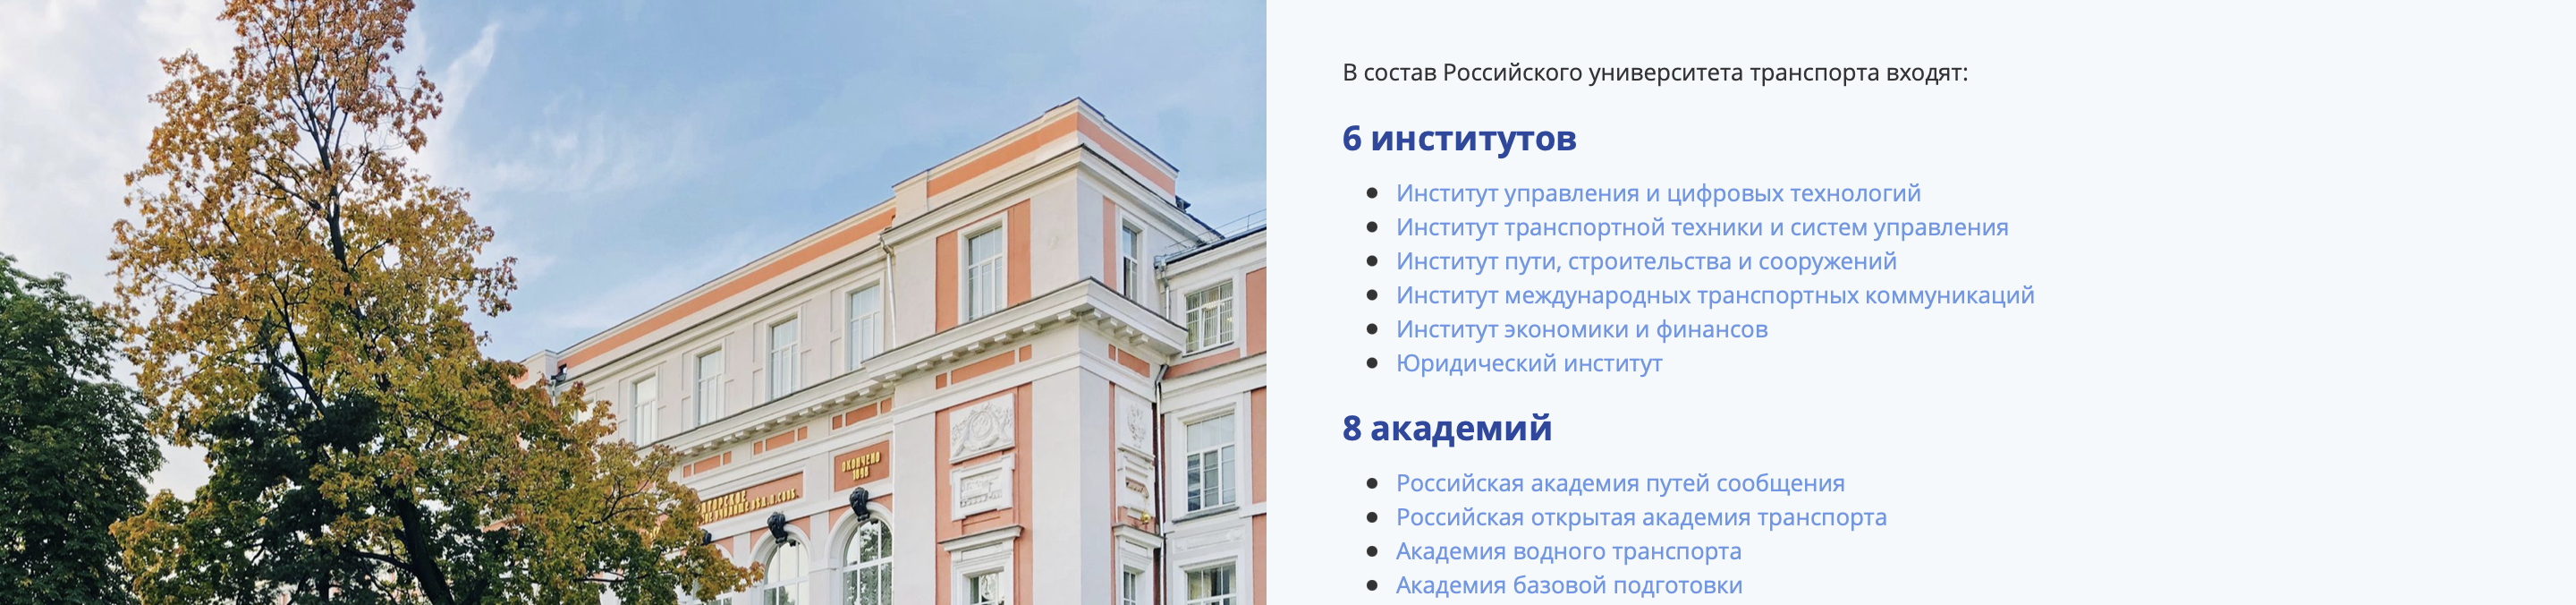 ОКОНЧЕНО
В состав Российского университета транспорта входят:
6 институтов
Институт управления и цифровых технологий
Институт транспортной техники и систем управления
Институт пути, строительства и сооружений
Институт международных транспортных коммуникаций
Институт экономики и финансов
Юридический институт
8 академий
Российская академия путей сообщения
Российская открытая академия транспорта
Академия водного транспорта
Академия базовой подготовки